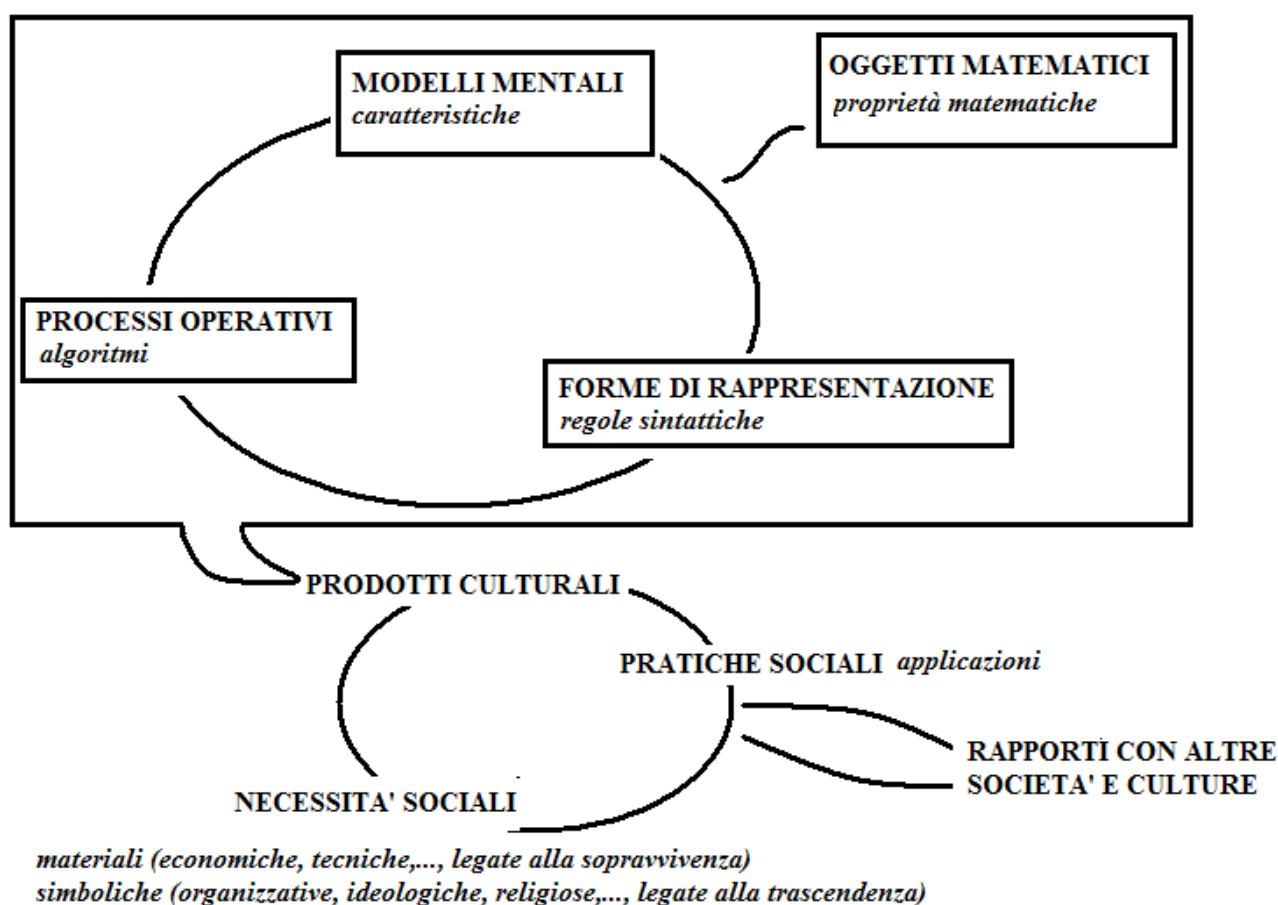 MODELLI MENTALI
caratteristiche
OGGETTI MATEMATICI
proprietà matematiche
PROCESSI OPERATIVI
algoritmi
FORME DI RAPPRESENTAZIONE
regole sintattiche
PRODOTTI CULTURALI
PRATICHE SOCIALI applicazioni
RAPPORTI CON ALTRE
SOCIETA' E CULTURE
NECESSITA' SOCIALI
materiali (economiche, tecniche,..., legate alla sopravvivenza)
simboliche (organizzative, ideologiche, religiose,..., legate alla trascendenza)